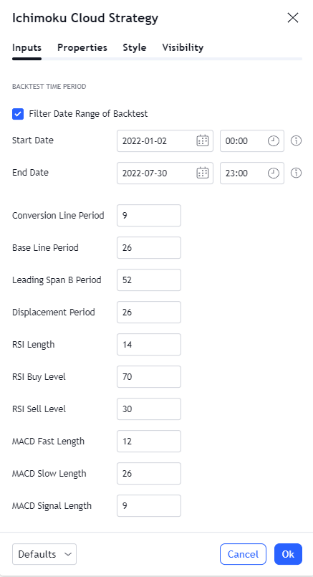 Ichimoku Cloud Strategy
Inputs Properties Style Visibility
BACKTEST TIME PERIOD
Filter Date Range of Backtest
Start Date 2022-01-02 00:00
End Date 2022-07-30 23:00
Conversion Line Period 9
Base Line Period 26
Leading Span B Period 52
Displacement Period 26
RSI Length 14
RSI Buy Level 70
RSI Sell Level 30
MACD Fast Length 12
MACD Slow Length 26
MACD Signal Length 9
Defaults Cancel Ok